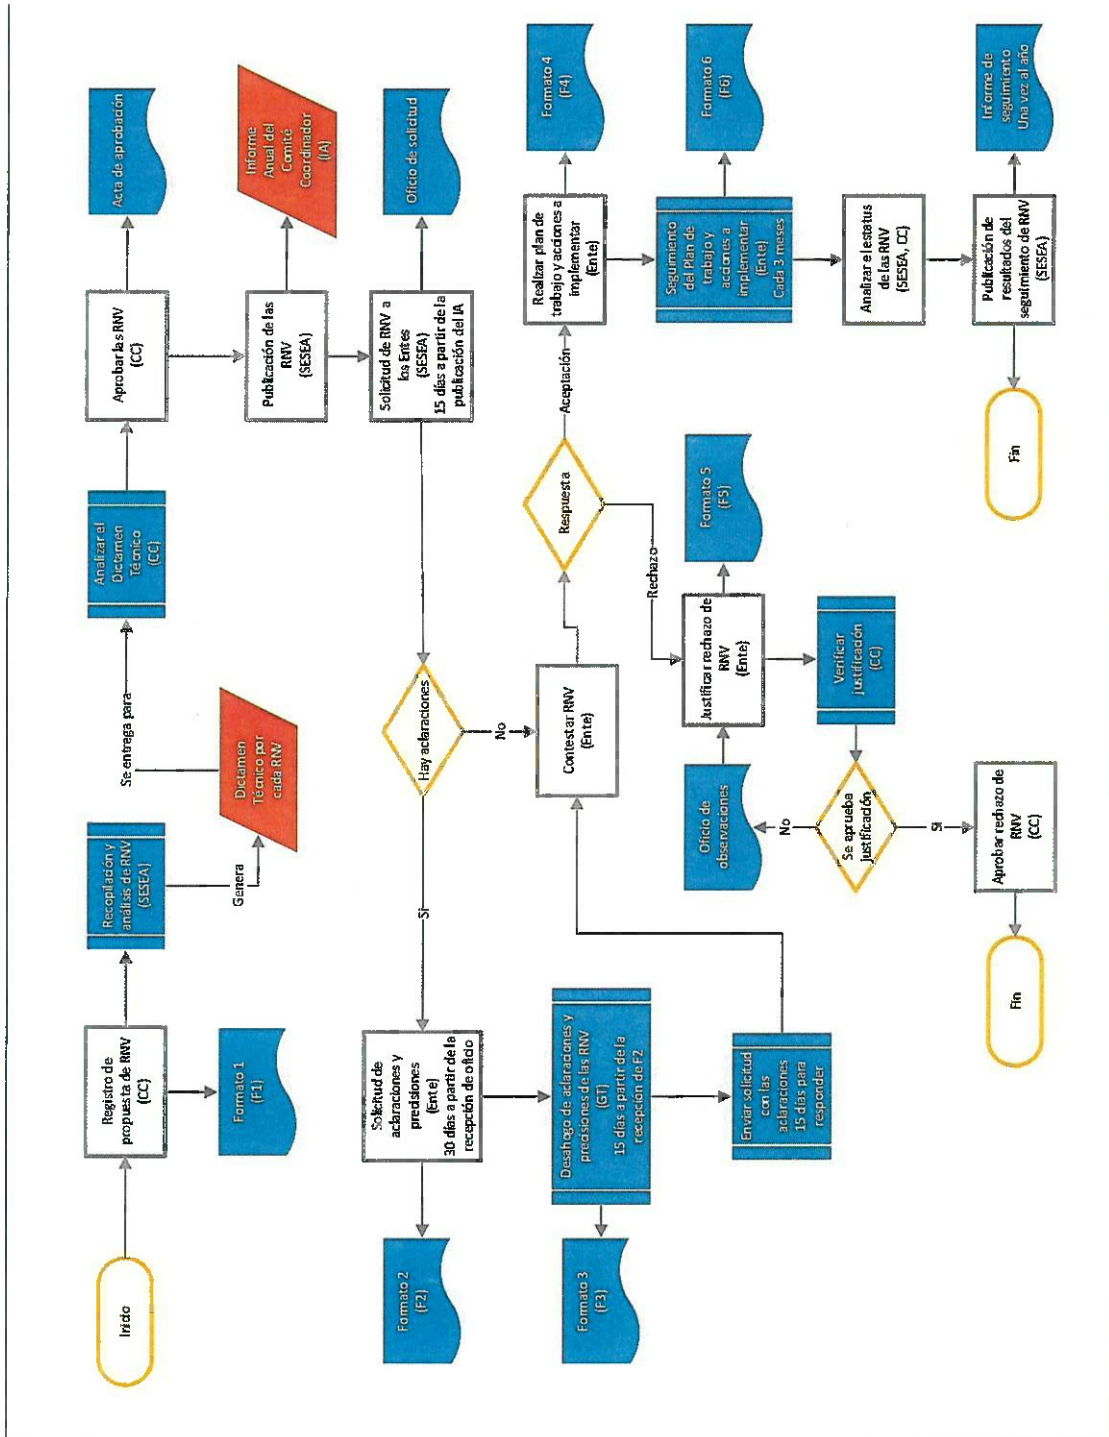 Inicio
Registro de
propuesta de RNV
(CC)
Formato 1
(F1)
Recopilación y
análisis de RNV
(SESEA)
Genera
Dictamen
Técnico por
cada RNV
Se entrega para
Analizar el
Dictamen
Técnico
(CC)
Aprobar las RNV
(CC)
Acta de aprobación
Publicación de las
RNV
(SESEA)
Informe
Anual del
Comité
Coordinador
(IA)
Solicitud de RNV a
los Entes
(SESEA)
15 días a partir de la
publicación del IA
Oficio de solicitud
Hay aclaraciones
Si
No
Solicitud de
aclaraciones y
precisiones
(Ente)
30 días a partir de la
recepción de oficio
Formato 2
(F2)
Desahogo de aclaraciones y
precisiones de las RNV
(GT)
15 días a partir de la
recepción de F2
Formato 3
(F3)
Enviar solicitud
con las
aclaraciones
15 días para
responder
Contestar RNV
(Ente)
Respuesta
Aceptación
Rechazo
Realizar plan de
trabajo y acciones a
implementar
(Ente)
Formato 4
(F4)
Seguimiento
del Plan de
trabajo y
acciones a
implementar
(Ente)
Cada 3 meses
Formato 6
(F6)
Analizar el estatus
de las RNV
(SESEA, CC)
Publicación de
resultados del
seguimiento de RNV
(SESEA)
Informe de
seguimiento
Una vez al año
Fin
Justificar rechazo de
RNV
(Ente)
Formato 5
(F5)
Verificar
justificación
(CC)
Se aprueba
justificación
No
Oficio de
observaciones
Si
Aprobar rechazo de
RNV
(CC)
Fin